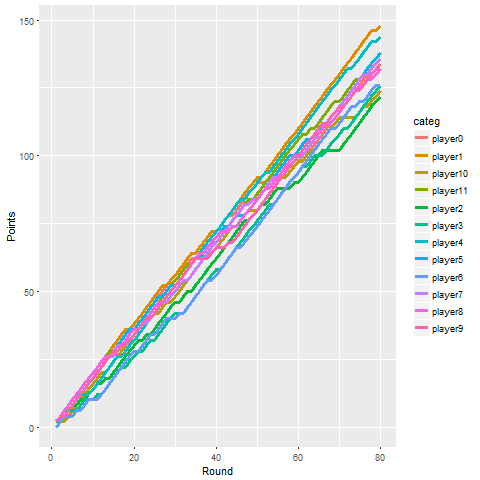 150
100
50
0
Points
0
20
40
60
80
Round
categ
player0
player1
player10
player11
player2
player3
player4
player5
player6
player7
player8
player9